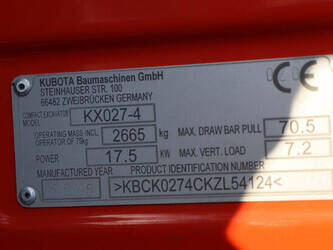 KUBOTA Baumaschinen GmbH
STEINHAUSER STR. 100
66482 ZWEIBRÜCKEN GERMANY
COMPACT EXCAVATOR MODEL KX027-4
OPERATING MASS INCL. OPERATOR OF 75kg 2665 kg MAX. DRAW BAR PULL 70.5
POWER 17.5 kW MAX. VERT. LOAD 7.2
MANUFACTURED YEAR PRODUCT IDENTIFICATION NUMBER
>KBCK0274CKZL54124<
CE